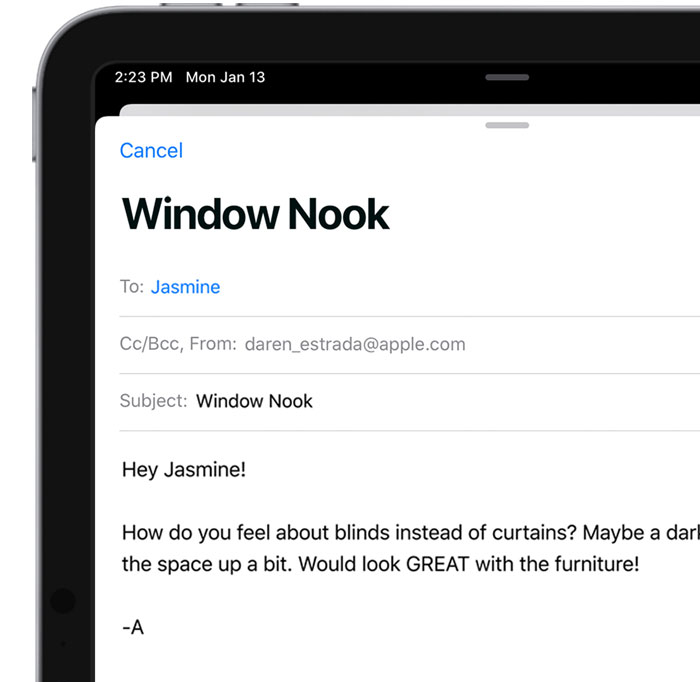 2:23 PM Mon Jan 13
Cancel
Window Nook
To: Jasmine
Cc/Bcc, From: daren_estrada@apple.com
Subject: Window Nook
Hey Jasmine!
How do you feel about blinds instead of curtains? Maybe a dar
the space up a bit. Would look GREAT with the furniture!
-A